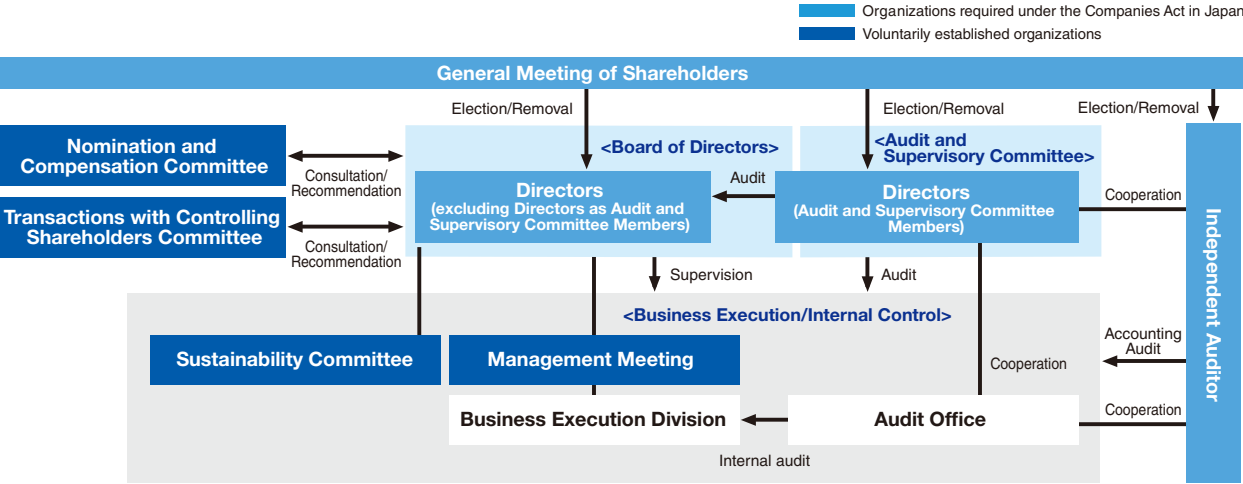 Organizations required under the Companies Act in Japan
Voluntarily established organizations
General Meeting of Shareholders
Election/Removal
Election/Removal
Election/Removal
Nomination and
Compensation Committee
Consultation/
Recommendation
Transactions with Controlling
Shareholders Committee
Consultation/
Recommendation
<Board of Directors>
Directors
(excluding Directors as Audit and
Supervisory Committee Members)
Audit
<Audit and
Supervisory Committee>
Directors
(Audit and Supervisory Committee
Members)
Cooperation
Independent Auditor
Supervision
Audit
<Business Execution/Internal Control>
Sustainability Committee
Management Meeting
Cooperation
Accounting
Audit
Business Execution Division
Audit Office
Cooperation
Internal audit